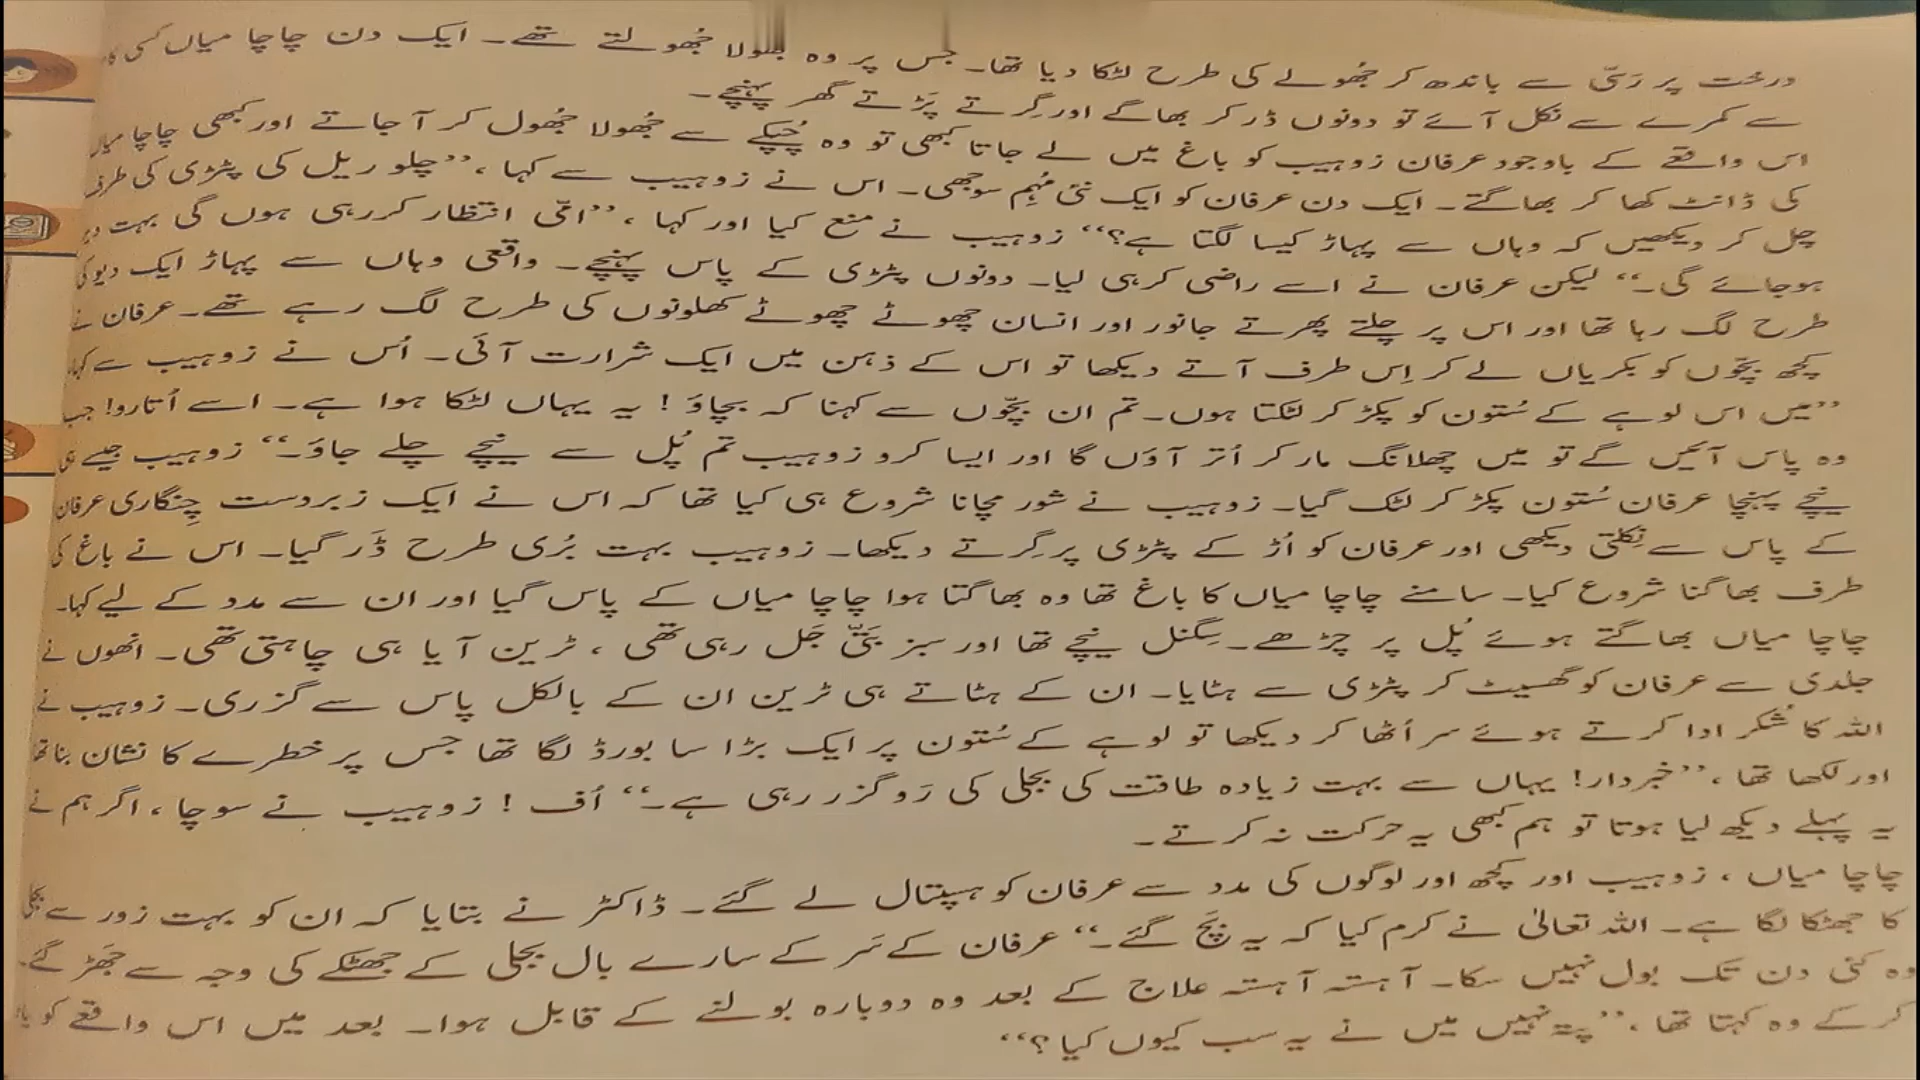 درخت پر رَسّی سے باندھ کر جُھولے کی طرح لٹکا دیا تھا۔ جس پر وہ جُھولا جُھولتے تھے۔ ایک دن چاچا میاں کسی کام
سے کمرے سے نکل آئے تو دونوں ڈر کر بھاگے اور گِرتے پَڑتے گھر پہنچے۔
اس واقعے کے باوجود عرفان زوہیب کو باغ میں لے جاتا کبھی تو وہ چُپکے سے جُھولا جُھول کر آ جاتے اور کبھی چاچا میاں
کی ڈانٹ کھا کر بھاگتے۔ ایک دن عرفان کو ایک نئی مُہِم سوجھی۔ اس نے زوہیب سے کہا ،’’چلو ریل کی پٹڑی کی طرف
چل کر دیکھیں کہ وہاں سے پہاڑ کیسا لگتا ہے؟‘‘ زوہیب نے منع کیا اور کہا ،’’امّی انتظار کررہی ہوں گی بہت دیر
ہوجائے گی۔‘‘ لیکن عرفان نے اسے راضی کر ہی لیا۔ دونوں پٹڑی کے پاس پہنچے۔ واقعی وہاں سے پہاڑ ایک دیو کی
طرح لگ رہا تھا اور اس پر چلتے پھرتے جانور اور انسان چھوٹے چھوٹے کھلونوں کی طرح لگ رہے تھے۔ عرفان نے
کچھ بچّوں کو بکریاں لے کر اِس طرف آتے دیکھا تو اس کے ذہن میں ایک شرارت آئی۔ اُس نے زوہیب سے کہا،
’’میں اس لوہے کے سُتون کو پکڑ کر لٹکتا ہوں۔ تم ان بچّوں سے کہنا کہ بچاؤ ! یہ یہاں لٹکا ہوا ہے۔ اسے اُتارو! جب
وہ پاس آئیں گے تو میں چھلانگ مار کر اُتر آؤں گا اور ایسا کرو زوہیب تم پُل سے نیچے چلے جاؤ۔‘‘ زوہیب جیسے ہی
نیچے پہنچا عرفان سُتون پکڑ کر لٹک گیا۔ زوہیب نے شور مچانا شروع ہی کیا تھا کہ اس نے ایک زبردست چِنگاری عرفان
کے پاس سے نِکلتی دیکھی اور عرفان کو اُڑ کے پٹڑی پر گِرتے دیکھا۔ زوہیب بہت بُری طرح ڈَر گیا۔ اس نے باغ کی
طرف بھاگنا شروع کیا۔ سامنے چاچا میاں کا باغ تھا وہ بھاگتا ہوا چاچا میاں کے پاس گیا اور ان سے مدد کے لیے کہا۔
چاچا میاں بھاگتے ہوئے پُل پر چڑھے۔ سِگنل نیچے تھا اور سبز بَتّی جَل رہی تھی ، ٹرین آیا ہی چاہتی تھی۔ انھوں نے
جلدی سے عرفان کو گھسیٹ کر پٹڑی سے ہٹایا۔ ان کے ہٹاتے ہی ٹرین ان کے بالکل پاس سے گزری۔ زوہیب نے
اللہ کا شُکر ادا کرتے ہوئے سر اُٹھا کر دیکھا تو لوہے کے سُتون پر ایک بڑا سا بورڈ لگا تھا جس پر خطرے کا نشان بنا تھا
اور لکھا تھا ،’’خبردار! یہاں سے بہت زیادہ طاقت کی بجلی کی رَو گزر رہی ہے۔‘‘ اُف ! زوہیب نے سوچا ، اگر ہم نے
یہ پہلے دیکھ لیا ہوتا تو ہم کبھی یہ حرکت نہ کرتے۔
چاچا میاں ، زوہیب اور کچھ اور لوگوں کی مدد سے عرفان کو ہسپتال لے گئے۔ ڈاکٹر نے بتایا کہ ان کو بہت زور سے بجلی
کا جھٹکا لگا ہے۔ اللہ تعالیٰ نے کرم کیا کہ یہ بچ گئے۔‘‘ عرفان کے سَر کے سارے بال بجلی کے جھٹکے کی وجہ سے جَھڑ گئے۔
وہ کئی دن تک بول نہیں سکا۔ آہستہ آہستہ علاج کے بعد وہ دوبارہ بولنے کے قابل ہوا۔ بعد میں اس واقعے کو یاد
کر کے وہ کہتا تھا ،’’پتہ نہیں میں نے یہ سب کیوں کیا ؟‘‘